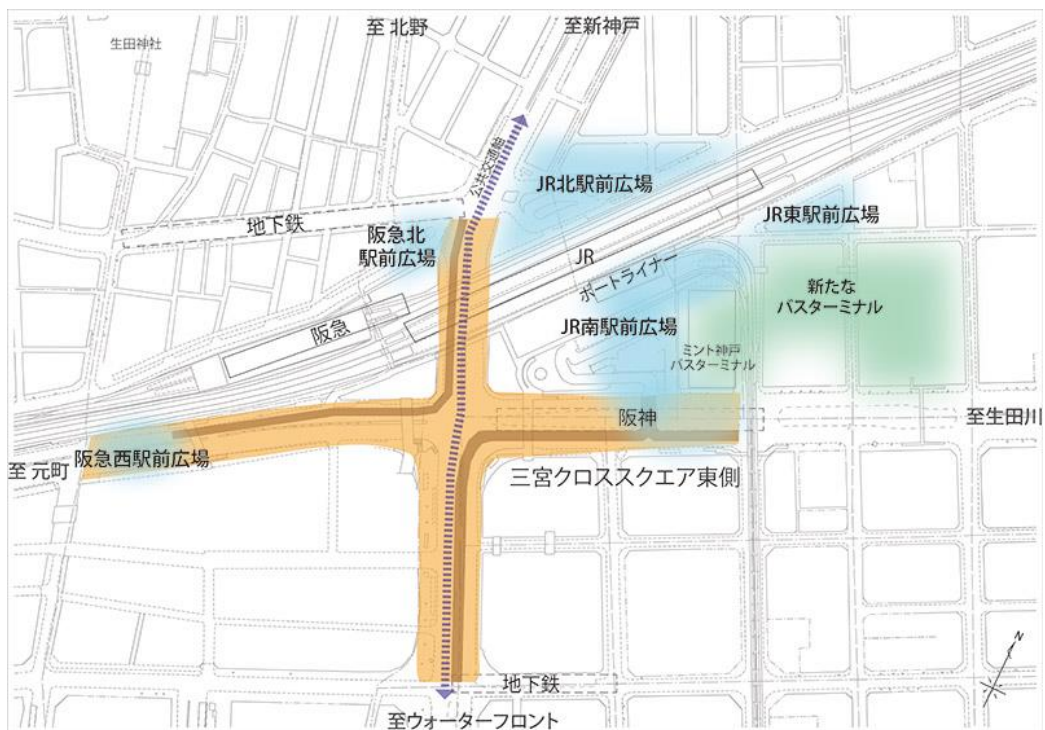 至 北野
至新神戸
生田神社
公共交通軸
JR北駅前広場
JR東駅前広場
地下鉄
阪急北
駅前広場
JR
ポートライナー
新たな
バスターミナル
阪急
JR南駅前広場
ミント神戸
バスターミナル
阪神
至生田川
阪急西駅前広場
至 元町
三宮クロススクエア東側
地下鉄
至ウォーターフロント
N